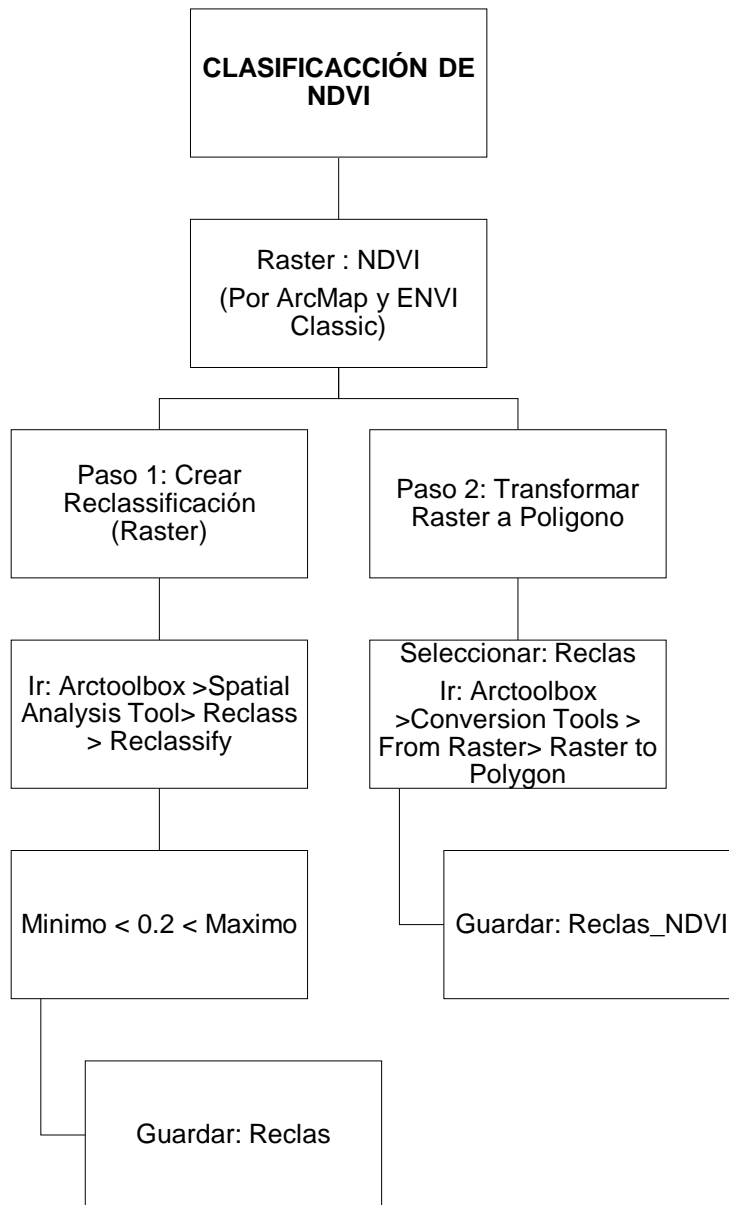 CLASIFICACCIÓN DE
NDVI
Raster : NDVI
(Por ArcMap y ENVI
Classic)
Paso 1: Crear
Reclassificación
(Raster)
Ir: Arctoolbox >Spatial
Analysis Tool> Reclass
> Reclassify
Minimo < 0.2 < Maximo
Guardar: Reclas
Paso 2: Transformar
Raster a Poligono
Seleccionar: Reclas
Ir: Arctoolbox
>Conversion Tools >
From Raster> Raster to
Polygon
Guardar: Reclas_NDVI